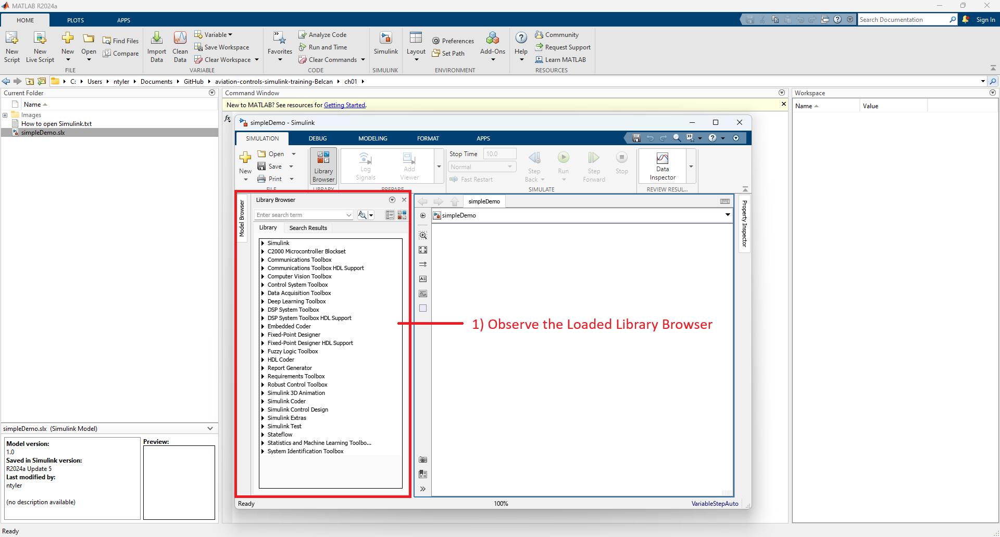 MATLAB R2024a
HOME PLOTS APPS
Search Documentation
Sign In
New Script
New Live Script
New
Open
Find Files
Compare
FILE
Import Data
Clean Data
Variable
Save Workspace
Clear Workspace
VARIABLE
Favorites
Analyze Code
Run and Time
Clear Commands
CODE
Simulink
SIMULINK
Layout
Preferences
Set Path
Add-Ons
ENVIRONMENT
Help
Community
Request Support
Learn MATLAB
RESOURCES
C: Users ntyler Documents GitHub aviation-controls-simulink-training-Belcan ch01
Current Folder
Name
Images
How to open Simulink.txt
simpleDemo.slx
simpleDemo.slx (Simulink Model)
Model version:
1.0
Saved in Simulink version:
R2024a Update 5
Last modified by:
ntyler
(no description available)
Preview:
Command Window
New to MATLAB? See resources for Getting Started.
fx
simpleDemo - Simulink
SIMULATION DEBUG MODELING FORMAT APPS
New
Open
Save
Print
FILE
Library Browser
LIBRARY
Log Signals
Add Viewer
PREPARE
Stop Time 10.0
Normal
Fast Restart
Step Back
Run
Step Forward
Stop
SIMULATE
Data Inspector
REVIEW RESUL...
Model Browser
Library Browser
Enter search term
Library Search Results
Simulink
C2000 Microcontroller Blockset
Communications Toolbox
Communications Toolbox HDL Support
Computer Vision Toolbox
Control System Toolbox
Data Acquisition Toolbox
Deep Learning Toolbox
DSP System Toolbox
DSP System Toolbox HDL Support
Embedded Coder
Fixed-Point Designer
Fixed-Point Designer HDL Support
Fuzzy Logic Toolbox
HDL Coder
Report Generator
Requirements Toolbox
Robust Control Toolbox
Simulink 3D Animation
Simulink Coder
Simulink Control Design
Simulink Extras
Simulink Test
Stateflow
Statistics and Machine Learning Toolbo...
System Identification Toolbox
simpleDemo
simpleDemo
1) Observe the Loaded Library Browser
Property Inspector
Ready 100% VariableStepAuto
Workspace
Name Value
Ready